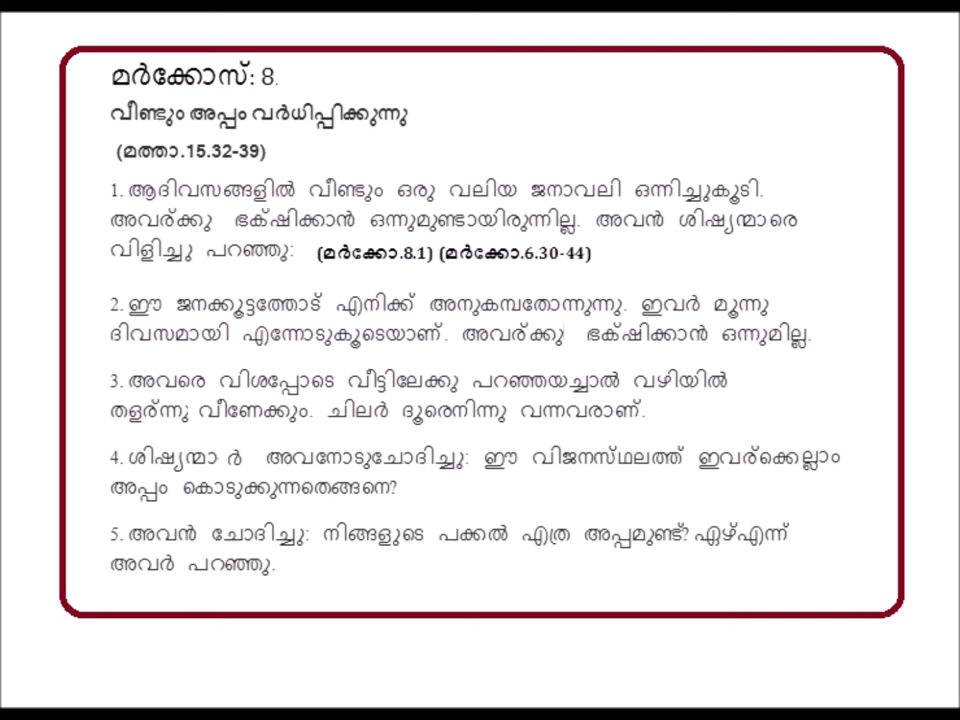 മർക്കോസ്: 8.
വീണ്ടും അപ്പം വർധിപ്പിക്കുന്നു
(മത്താ.15.32-39)
1. ആദിവസങ്ങളിൽ വീണ്ടും ഒരു വലിയ ജനാവലി ഒന്നിച്ചുകൂടി.
അവര്ക്കു ഭക്ഷിക്കാൻ ഒന്നുമുണ്ടായിരുന്നില്ല. അവൻ ശിഷ്യന്മാരെ
വിളിച്ചു പറഞ്ഞു: (മർക്കോ.8.1) (മർക്കോ.6.30-44)
2. ഈ ജനക്കൂട്ടത്തോട് എനിക്ക് അനുകമ്പതോന്നുന്നു. ഇവർ മൂന്നു
ദിവസമായി എന്നോടുകൂടെയാണ്. അവര്ക്കു ഭക്ഷിക്കാൻ ഒന്നുമില്ല.
3. അവരെ വിശപ്പോടെ വീട്ടിലേക്കു പറഞ്ഞയച്ചാൽ വഴിയിൽ
തളര്ന്നു വീണേക്കും. ചിലർ ദൂരെനിന്നു വന്നവരാണ്.
4. ശിഷ്യന്മാ ർ അവനോടുചോദിച്ചു: ഈ വിജനസ്ഥലത്ത് ഇവര്ക്കെല്ലാം
അപ്പം കൊടുക്കുന്നതെങ്ങനെ?
5. അവൻ ചോദിച്ചു: നിങ്ങളുടെ പക്കൽ എത്ര അപ്പമുണ്ട്? ഏഴ്എന്ന്
അവർ പറഞ്ഞു.